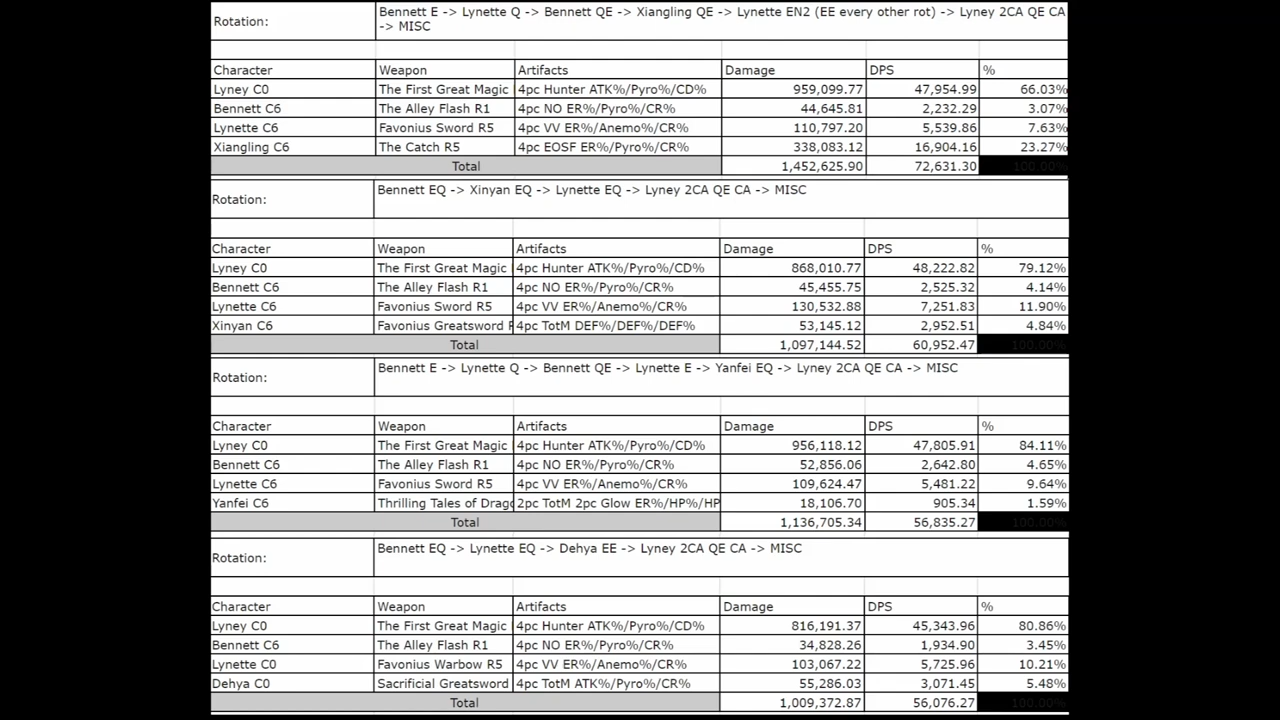 Rotation: Bennett E -> Lynette Q -> Bennett QE -> Xiangling QE -> Lynette EN2 (EE every other rot) -> Lyney 2CA QE CA
-> MISC
Character Weapon Artifacts Damage DPS %
Lyney C0 The First Great Magic 4pc Hunter ATK%/Pyro%/CD% 959,099.77 47,954.99 66.03%
Bennett C6 The Alley Flash R1 4pc NO ER%/Pyro%/CR% 44,645.81 2,232.29 3.07%
Lynette C6 Favonius Sword R5 4pc VV ER%/Anemo%/CR% 110,797.20 5,539.86 7.63%
Xiangling C6 The Catch R5 4pc EOSF ER%/Pyro%/CR% 338,083.12 16,904.16 23.27%
Total 1,452,625.90 72,631.30 100.00%
Rotation: Bennett EQ -> Xinyan EQ -> Lynette EQ -> Lyney 2CA QE CA -> MISC
Character Weapon Artifacts Damage DPS %
Lyney C0 The First Great Magic 4pc Hunter ATK%/Pyro%/CD% 868,010.77 48,222.82 79.12%
Bennett C6 The Alley Flash R1 4pc NO ER%/Pyro%/CR% 45,455.75 2,525.32 4.14%
Lynette C6 Favonius Sword R5 4pc VV ER%/Anemo%/CR% 130,532.88 7,251.83 11.90%
Xinyan C6 Favonius Greatsword 4pc TotM DEF%/DEF%/DEF% 53,145.12 2,952.51 4.84%
Total 1,097,144.52 60,952.47 100.00%
Rotation: Bennett E -> Lynette Q -> Bennett QE -> Lynette E -> Yanfei EQ -> Lyney 2CA QE CA -> MISC
Character Weapon Artifacts Damage DPS %
Lyney C0 The First Great Magic 4pc Hunter ATK%/Pyro%/CD% 956,118.12 47,805.91 84.11%
Bennett C6 The Alley Flash R1 4pc NO ER%/Pyro%/CR% 52,856.06 2,642.80 4.65%
Lynette C6 Favonius Sword R5 4pc VV ER%/Anemo%/CR% 109,624.47 5,481.22 9.64%
Yanfei C6 Thrilling Tales of Drago 2pc TotM 2pc Glow ER%/HP%/HP 18,106.70 905.34 1.59%
Total 1,136,705.34 56,835.27 100.00%
Rotation: Bennett EQ -> Lynette EQ -> Dehya EE -> Lyney 2CA QE CA -> MISC
Character Weapon Artifacts Damage DPS %
Lyney C0 The First Great Magic 4pc Hunter ATK%/Pyro%/CD% 816,191.37 45,343.96 80.86%
Bennett C6 The Alley Flash R1 4pc NO ER%/Pyro%/CR% 34,828.26 1,934.90 3.45%
Lynette C0 Favonius Warbow R5 4pc VV ER%/Anemo%/CR% 103,067.22 5,725.96 10.21%
Dehya C0 Sacrificial Greatsword 4pc TotM ATK%/Pyro%/CR% 55,286.03 3,071.45 5.48%
Total 1,009,372.87 56,076.27 100.00%